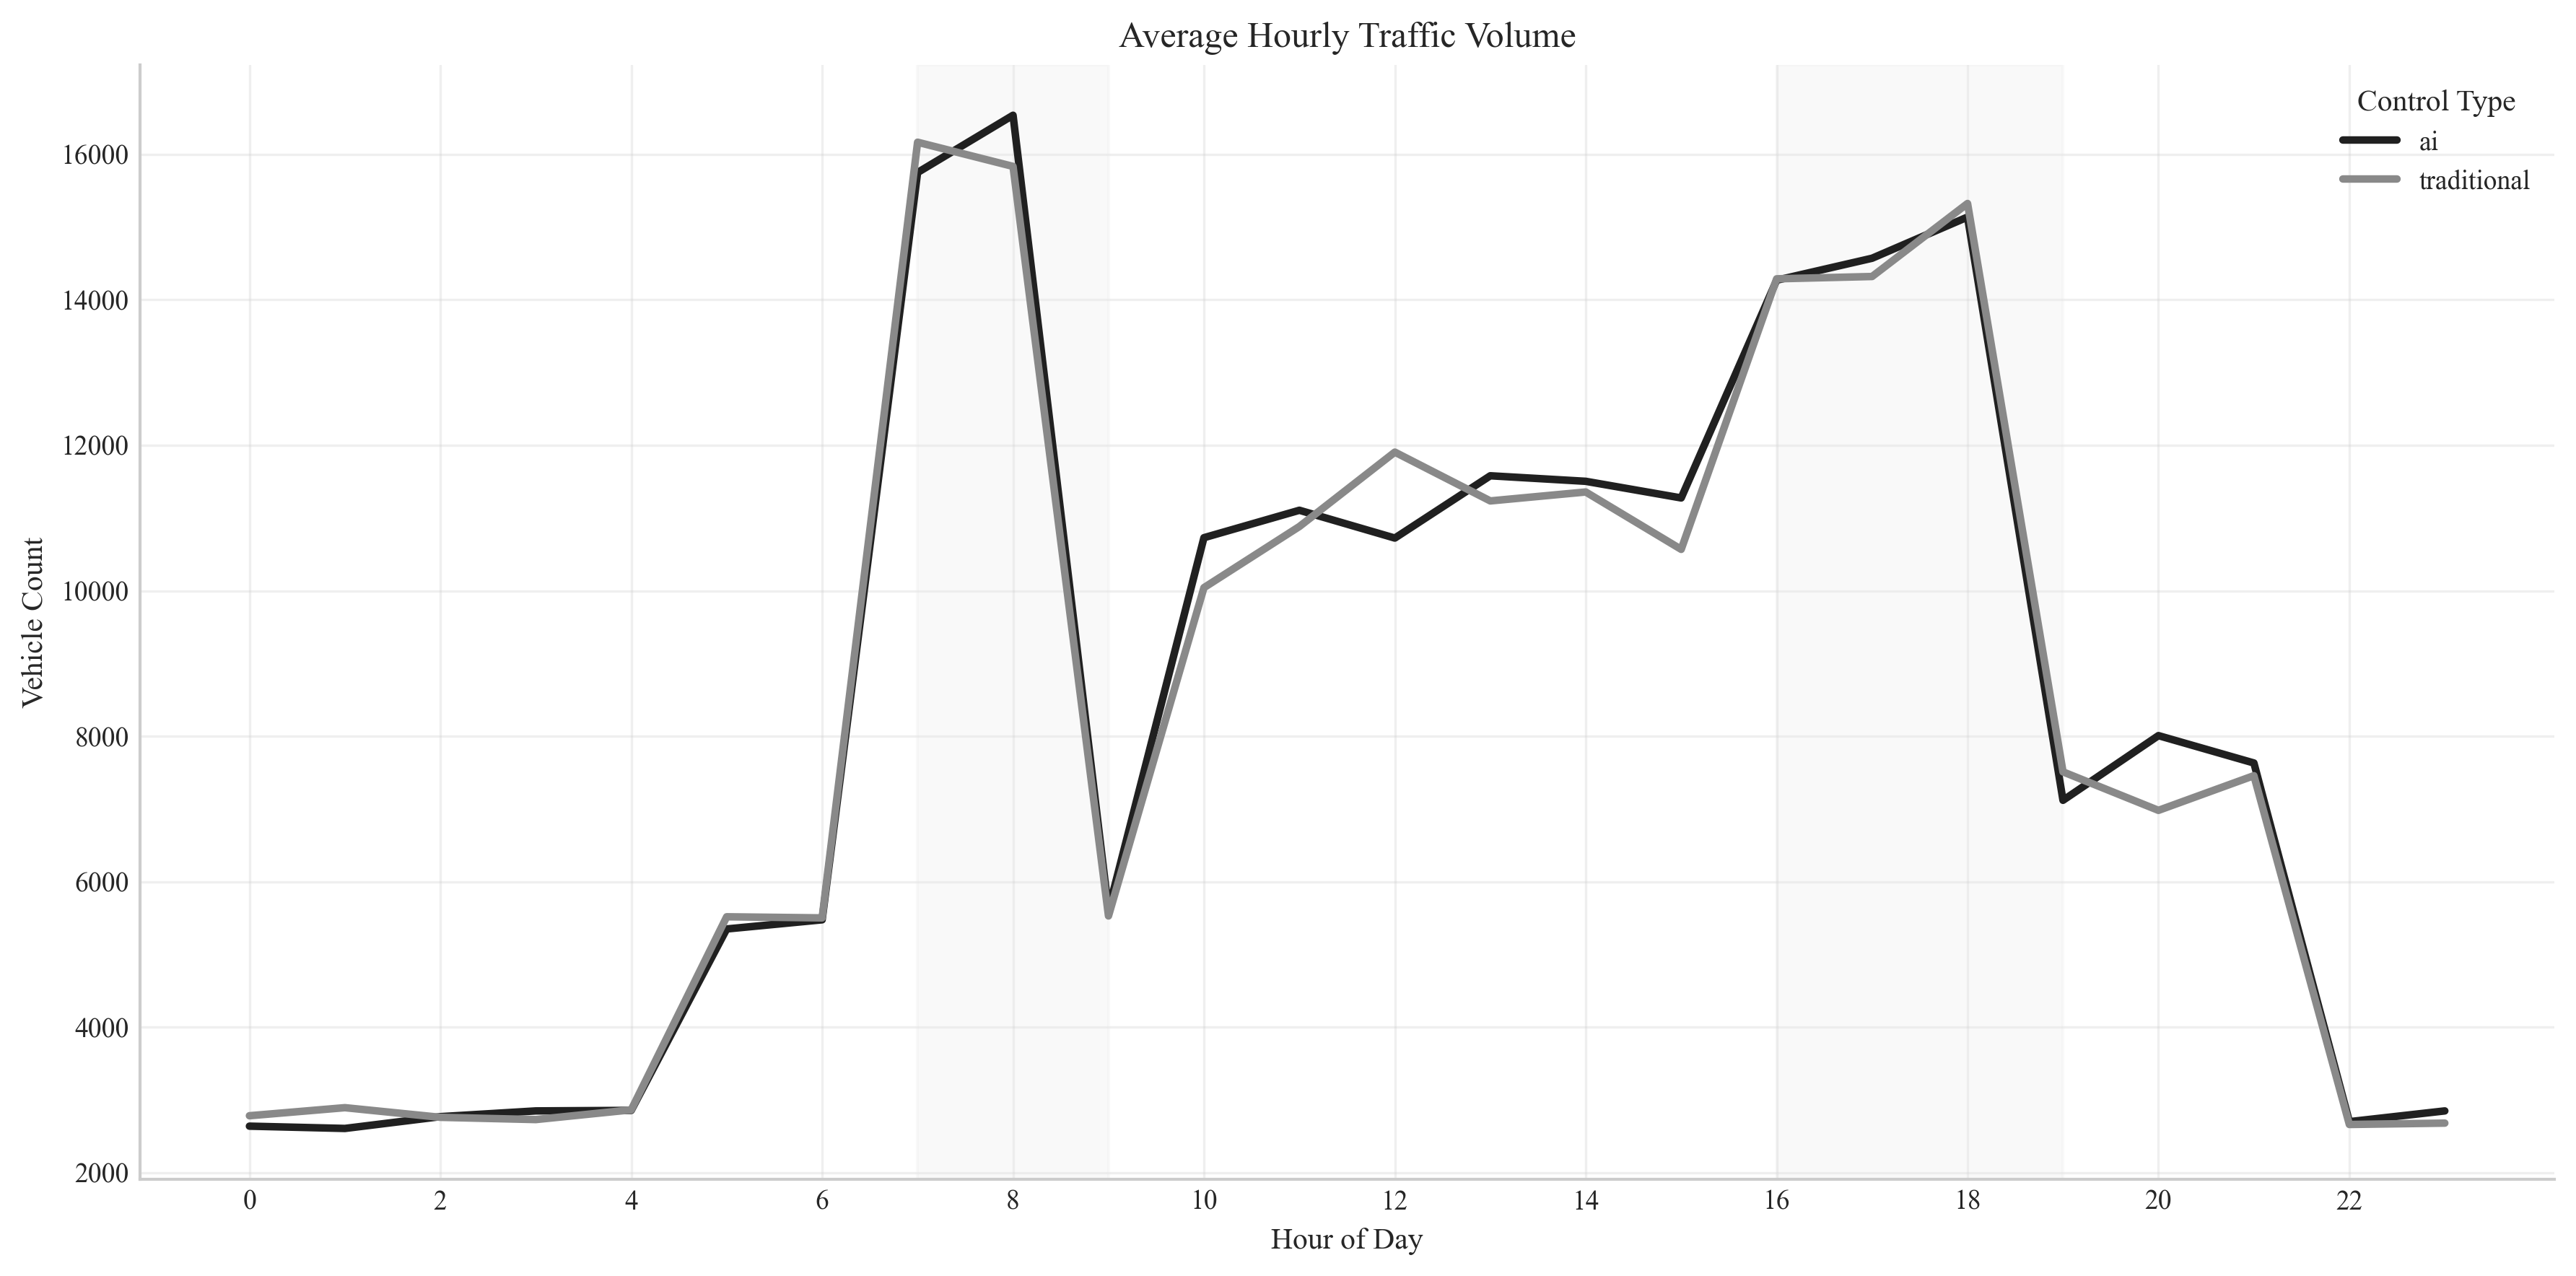 Average Hourly Traffic Volume
Control Type
ai
traditional
Vehicle Count
16000
14000
12000
10000
8000
6000
4000
2000
0 2 4 6 8 10 12 14 16 18 20 22
Hour of Day